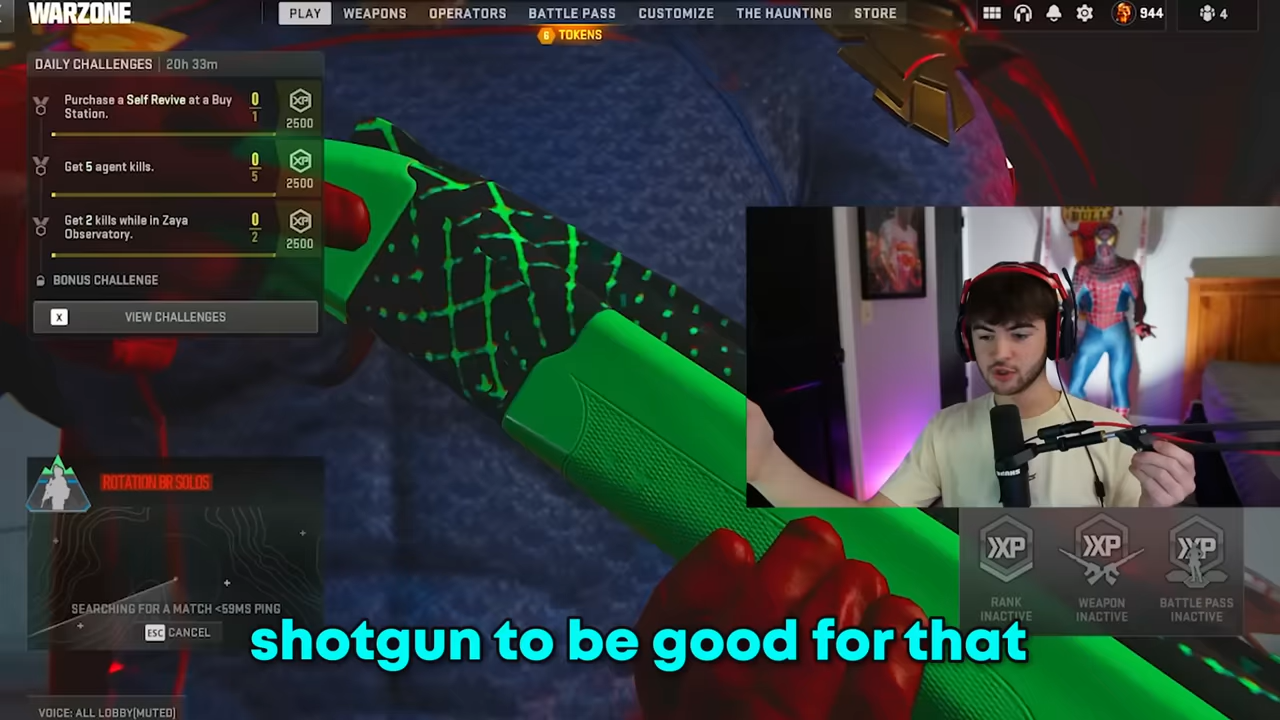 WARZONE
PLAY
WEAPONS
OPERATORS
BATTLE PASS
CUSTOMIZE
THE HAUNTING
STORE
944
4
6 TOKENS
DAILY CHALLENGES | 20h 33m
Purchase a Self Revive at a Buy
Station.
0
1
XP
2500
Get 5 agent kills.
0
5
XP
2500
Get 2 kills while in Zaya
Observatory.
0
2
XP
2500
BONUS CHALLENGE
X VIEW CHALLENGES
BULLS
ROTATION BR SOLOS
SEARCHING FOR A MATCH <59MS PING
ESC CANCEL
XP
RANK
INACTIVE
XP
WEAPON
INACTIVE
XP
BATTLE PASS
INACTIVE
shotgun to be good for that
VOICE: ALL LOBBY(MUTED)